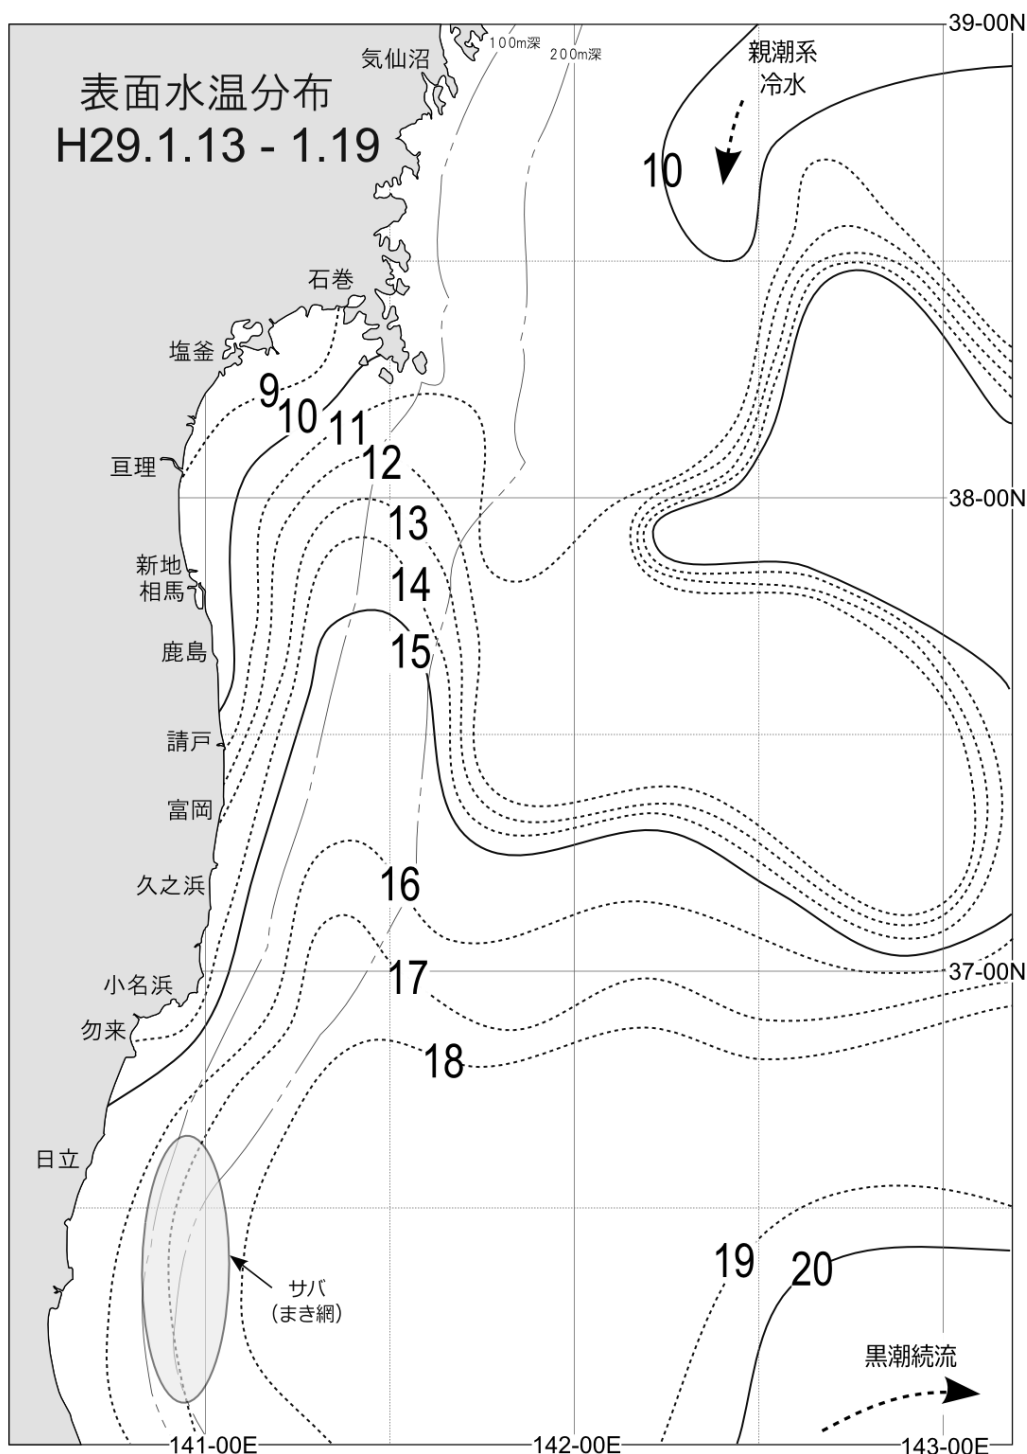 39-00N
気仙沼
100m深
200m深
親潮系
冷水
表面水温分布
H29.1.13 - 1.19
10
石巻
塩釜
9
10
11
亘理
12
38-00N
13
新地
相馬
14
鹿島
15
請戸
富岡
久之浜
16
小名浜
17
37-00N
勿来
18
日立
19
20
サバ
(まき網)
黒潮続流
141-00E
142-00E
143-00E